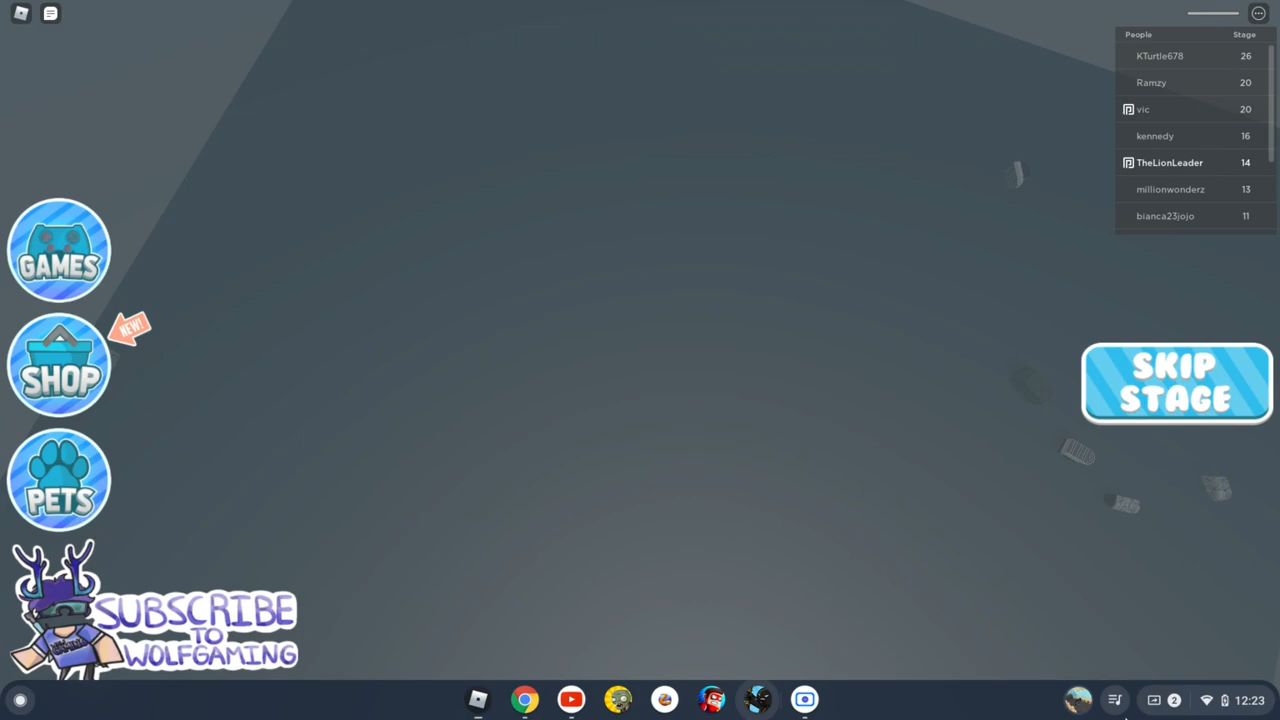 People Stage
KTurtle678 26
Ramzy 20
vic 20
kennedy 16
TheLionLeader 14
millionwonderz 13
bianca23jojo 11
GAMES
NEW!
SHOP
SKIP
STAGE
PETS
SUBSCRIBE
TO
WOLFGAMING
2 12:23